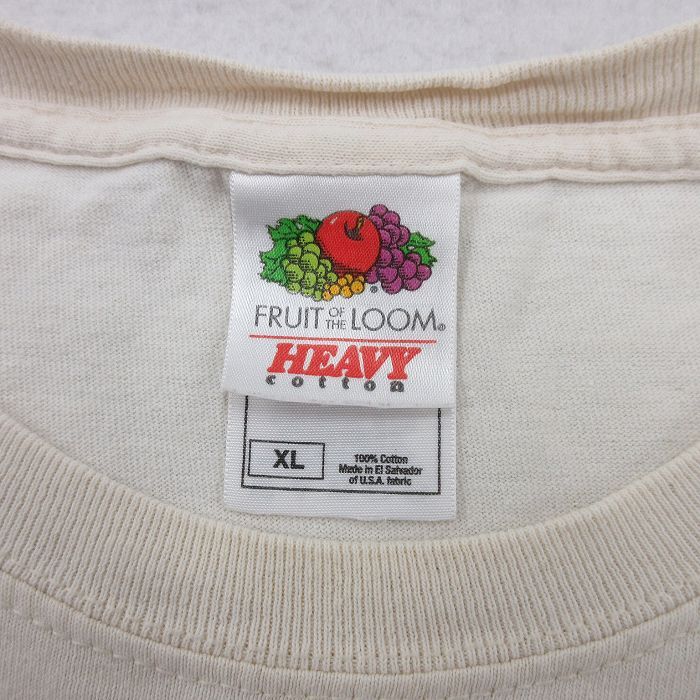 FRUIT OF THE LOOM®
HEAVY
cotton
XL
100% Cotton
Made in El Salvador
of U.S.A. fabric